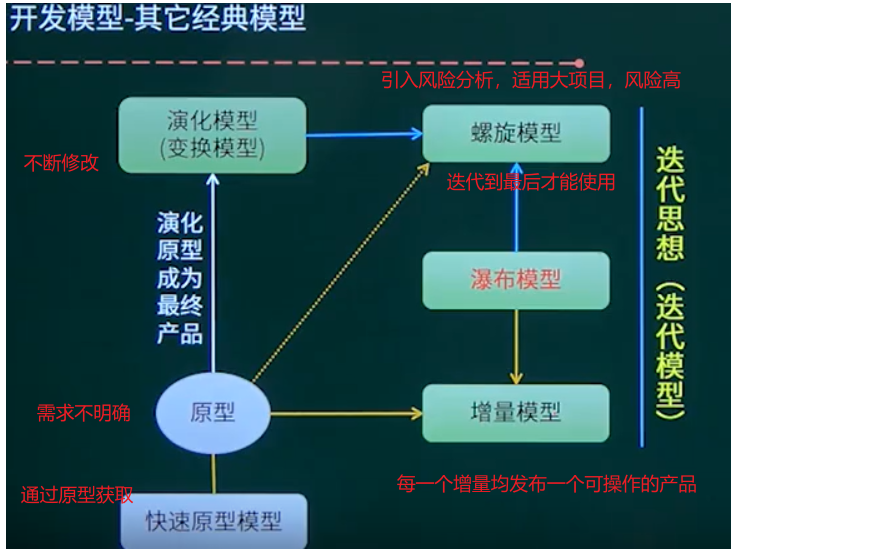 开发模型-其它经典模型
引入风险分析，适用大项目，风险高
演化模型
(变换模型)
螺旋模型
不断修改
迭代到最后才能使用
演化
原型
成为
最终
产品
瀑布模型
迭代思想（迭代模型）
需求不明确
原型
增量模型
通过原型获取
每一个增量均发布一个可操作的产品
快速原型模型